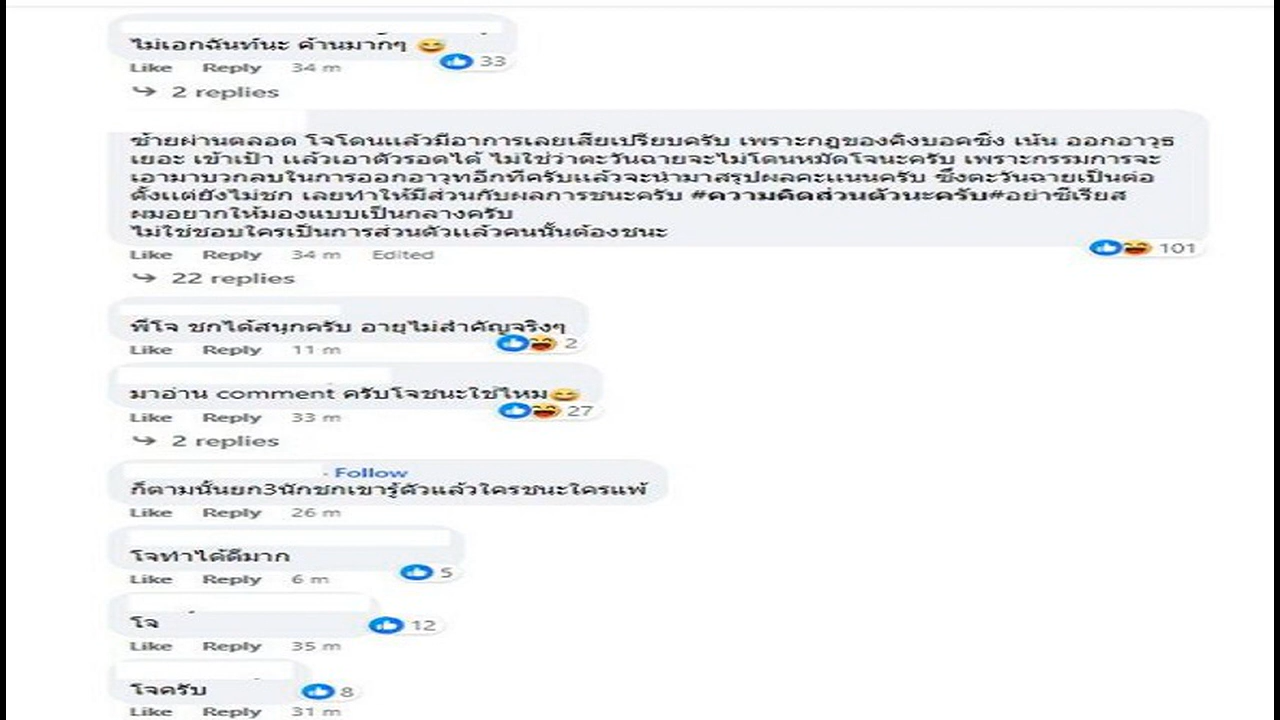 ไม่เอกฉันท์นะ ค้านมากๆ 😅
33
Like Reply 34 m
2 replies
ซ้ายผ่านตลอด โจโดนแล้วมีอาการเลยเสียเปรียบครับ เพราะกฎของคิงบอคซิ่ง เน้น ออกอาวุธ
เยอะ เข้าเป้า แล้วเอาตัวรอดได้ ไม่ใช่ว่าตะวันฉายจะไม่โดนหมัดโจนะครับ เพราะกรรมการจะ
เอามาบวกลบในการออกอาวุทอีกทีครับแล้วจะนำมาสรุปผลคะแนนครับ ซึ่งตะวันฉายเป็นต่อ
ตั้งแต่ยังไม่ชก เลยทำให้มีส่วนกับผลการชนะครับ #ความคิดส่วนตัวนะครับ#อย่าซีเรียส
ผมอยากให้มองแบบเป็นกลางครับ
ไม่ใช่ชอบใครเป็นการส่วนตัวแล้วคนนั้นต้องชนะ
101
Like Reply 34 m Edited
22 replies
พี่โจ ชกได้สนุกครับ อายุไม่สำคัญจริงๆ
2
Like Reply 11 m
มาอ่าน comment ครับโจชนะใช่ไหม😅
27
Like Reply 33 m
2 replies
· Follow
ก็ตามนั้นยก3นักชกเขารู้ตัวแล้วใครชนะใครแพ้
Like Reply 26 m
โจทำได้ดีมาก
5
Like Reply 6 m
โจ
12
Like Reply 35 m
โจครับ
8
Like Reply 31 m